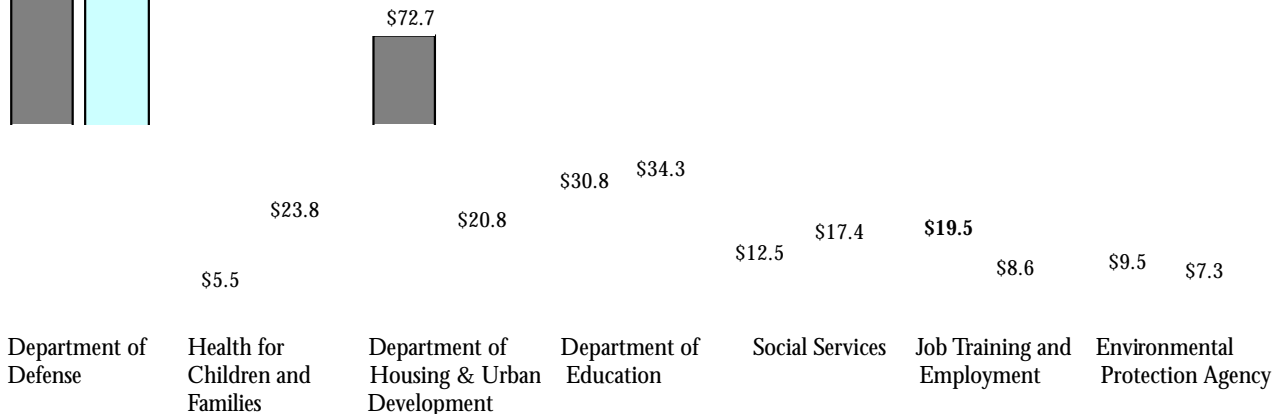 $72.7
$30.8 $34.3
$23.8 $20.8
$12.5 $17.4 $19.5
$5.5 $8.6 $9.5 $7.3
Department of Defense
Health for Children and Families
Department of Housing & Urban Development
Department of Education
Social Services
Job Training and Employment
Environmental Protection Agency